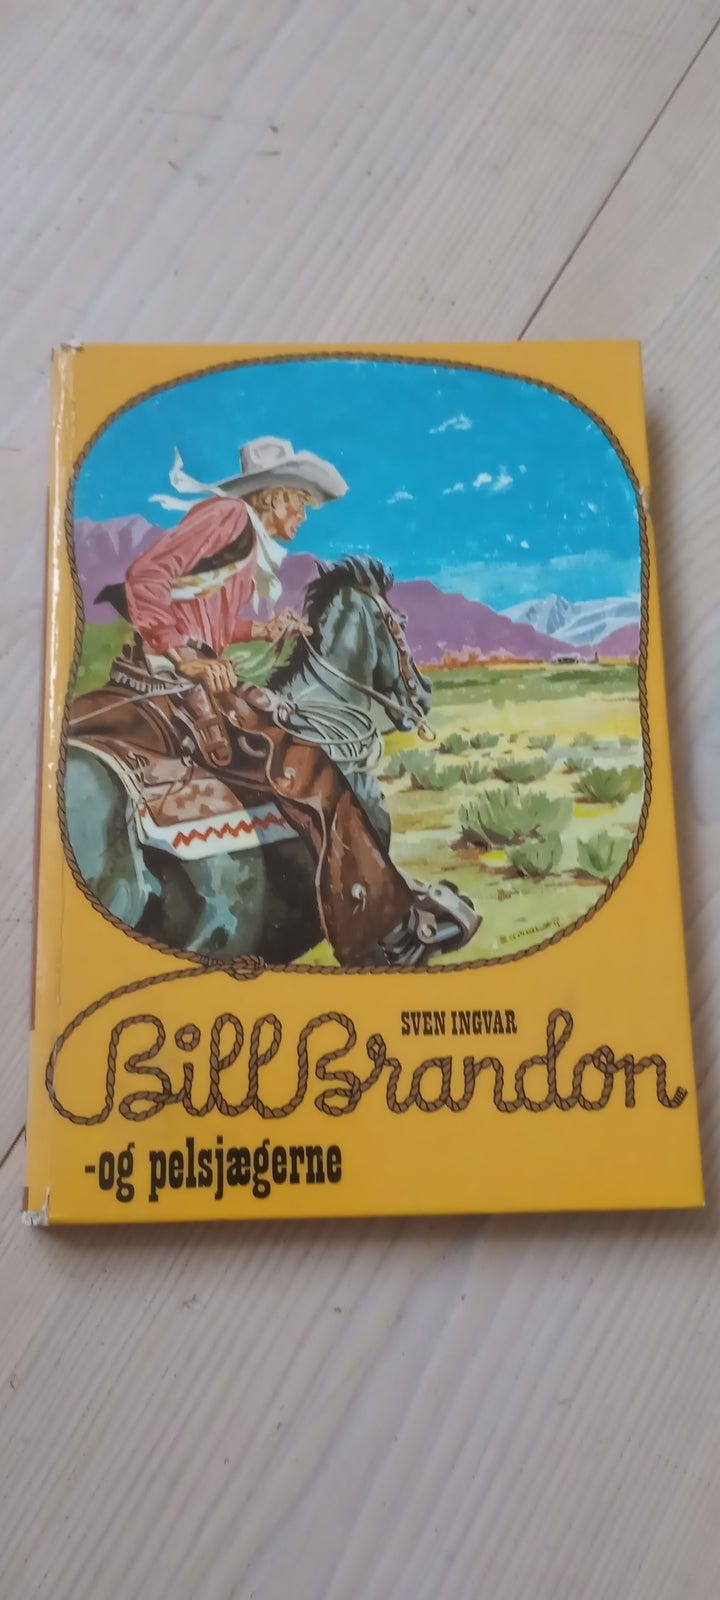 SVEN INGVAR
Bill Brandon
-og pelsjægerne